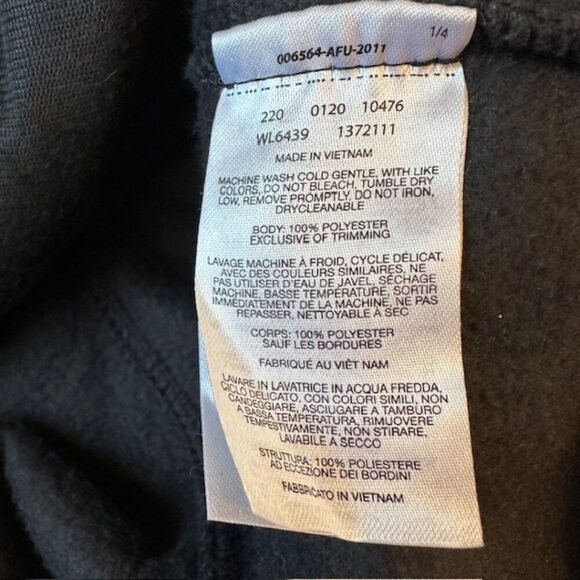 1/4
006564-AFU-2011
220 0120 10476
WL6439 1372111
MADE IN VIETNAM
MACHINE WASH COLD GENTLE, WITH LIKE
COLORS, DO NOT BLEACH, TUMBLE DRY
LOW, REMOVE PROMPTLY, DO NOT IRON,
DRYCLEANABLE
BODY: 100% POLYESTER
EXCLUSIVE OF TRIMMING
LAVAGE MACHINE À FROID, CYCLE DÉLICAT,
AVEC DES COULEURS SIMILAIRES, NE
PAS UTILISER D'EAU DE JAVEL, SÉCHAGE
MACHINE, BASSE TEMPÉRATURE, SORTIR
IMMÉDIATEMENT DE LA MACHINE, NE PAS
REPASSER, NETTOYABLE À SEC
CORPS: 100% POLYESTER
SAUF LES BORDURES
FABRIQUÉ AU VIÊT NAM
LAVARE IN LAVATRICE IN ACQUA FREDDA,
CICLO DELICATO, CON COLORI SIMILI, NON
CANDEGGIARE, ASCIUGARE A TAMBURO
A BASSA TEMPERATURA, RIMUOVERE
TEMPESTIVAMENTE, NON STIRARE,
LAVABILE A SECCO
STRUTTURA: 100% POLIESTERE
AD ECCEZIONE DEI BORDINI
FABBRICATO IN VIETNAM